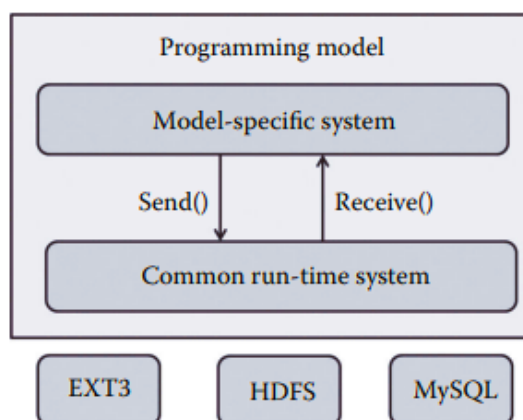 Programming model
Model-specific system
Send()
Receive()
Common run-time system
EXT3
HDFS
MySQL